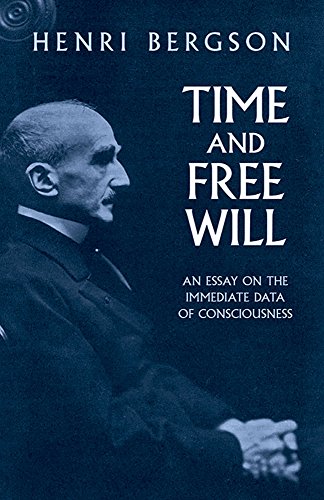 HENRI BERGSON
TIME
AND
FREE
WILL
AN ESSAY ON THE
IMMEDIATE DATA
OF CONSCIOUSNESS